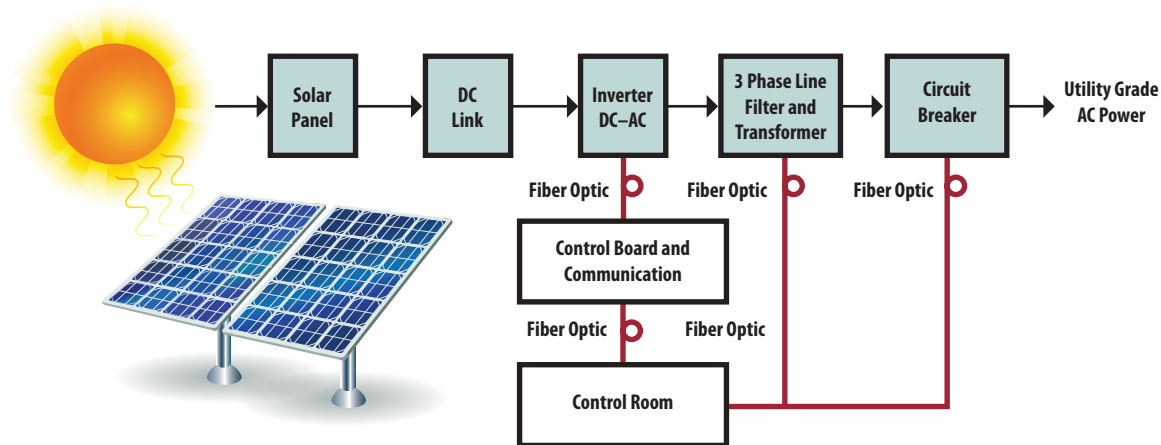 Solar
Panel
DC
Link
Inverter
DC–AC
3 Phase Line
Filter and
Transformer
Circuit
Breaker
Utility Grade
AC Power
Fiber Optic
Fiber Optic
Fiber Optic
Control Board and
Communication
Fiber Optic
Fiber Optic
Control Room